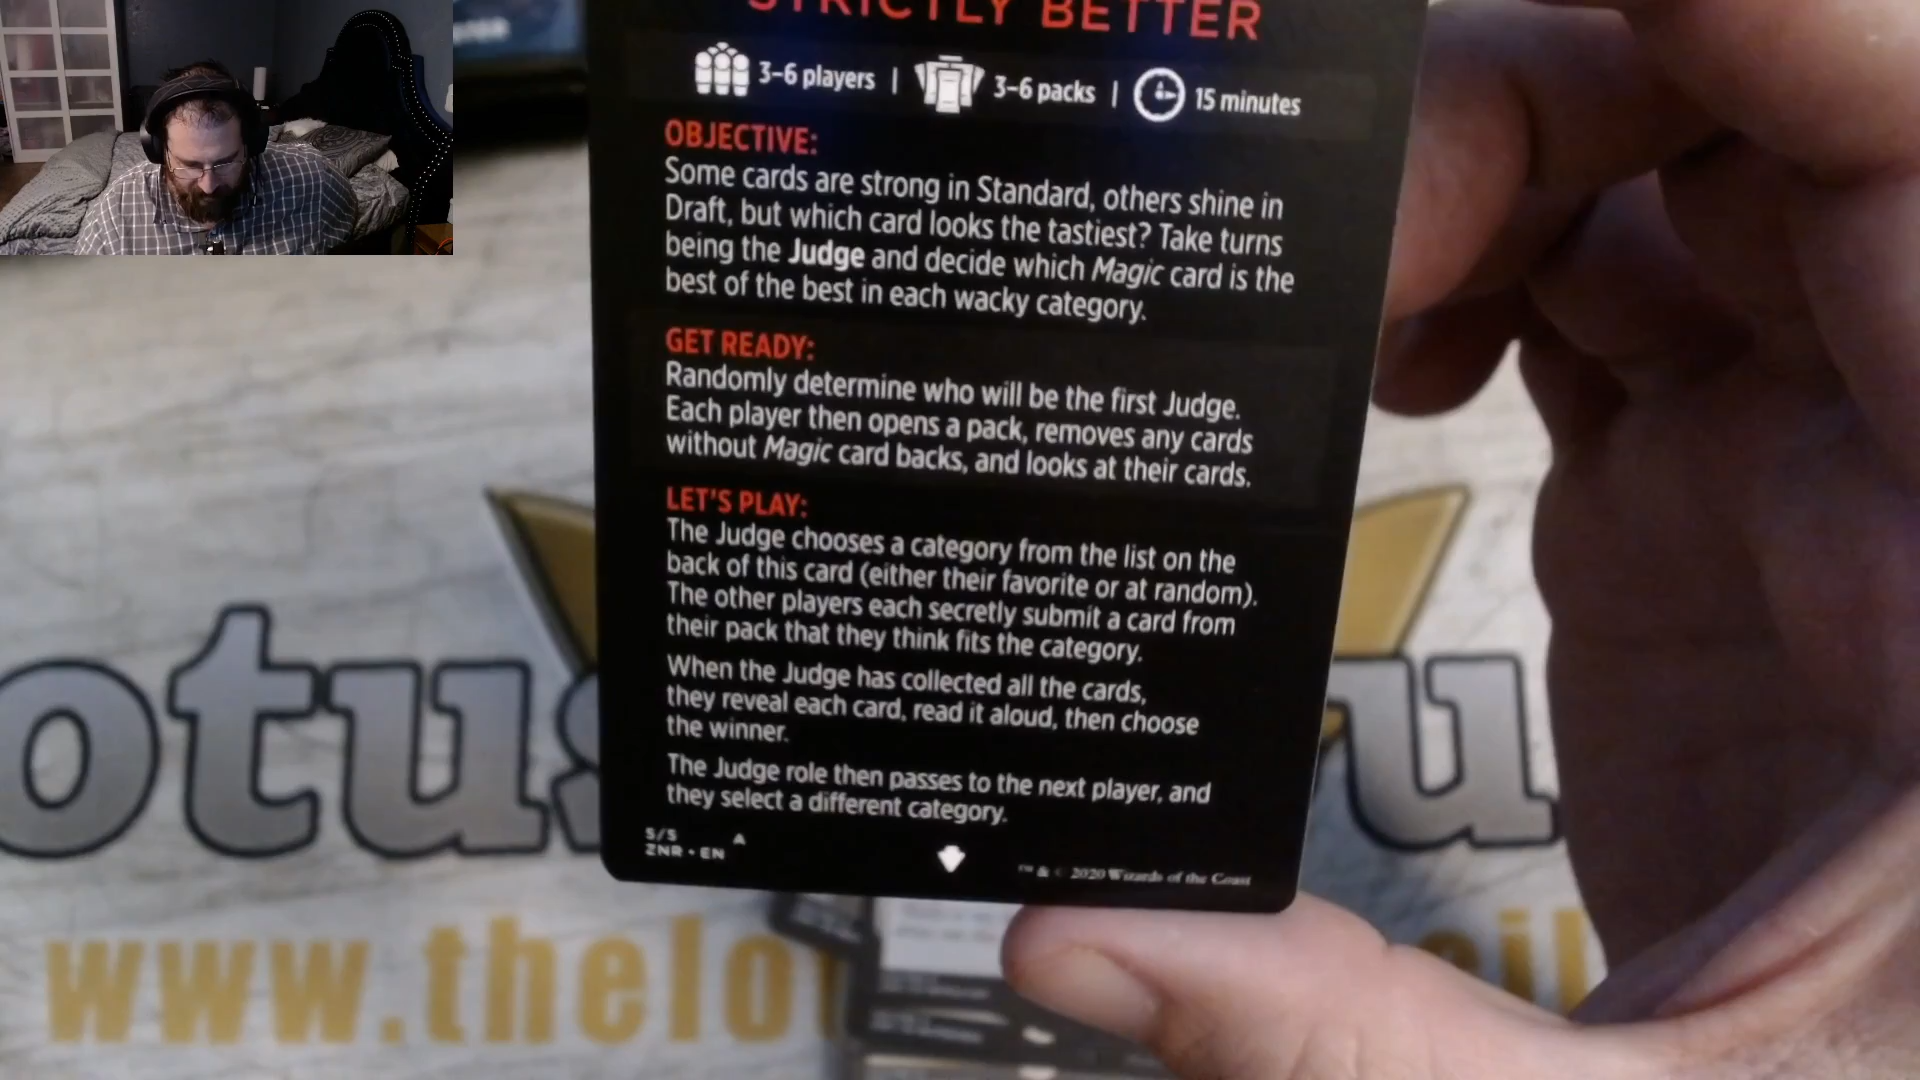 STRICTLY BETTER
3–6 players | 3–6 packs | 15 minutes
OBJECTIVE:
Some cards are strong in Standard, others shine in
Draft, but which card looks the tastiest? Take turns
being the Judge and decide which Magic card is the
best of the best in each wacky category.
GET READY:
Randomly determine who will be the first Judge.
Each player then opens a pack, removes any cards
without Magic card backs, and looks at their cards.
LET'S PLAY:
The Judge chooses a category from the list on the
back of this card (either their favorite or at random).
The other players each secretly submit a card from
their pack that they think fits the category.
When the Judge has collected all the cards,
they reveal each card, read it aloud, then choose
the winner.
The Judge role then passes to the next player, and
they select a different category.
5/5 A
ZNR • EN
™ & © 2020 Wizards of the Coast
otus u
www.thelo